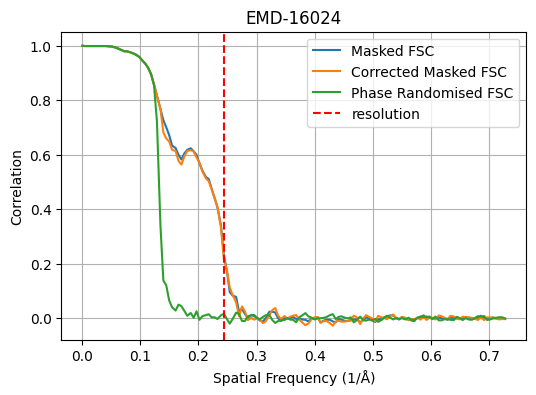 EMD-16024
Masked FSC
Corrected Masked FSC
Phase Randomised FSC
resolution
Correlation
1.0
0.8
0.6
0.4
0.2
0.0
0.0 0.1 0.2 0.3 0.4 0.5 0.6 0.7
Spatial Frequency (1/Å)